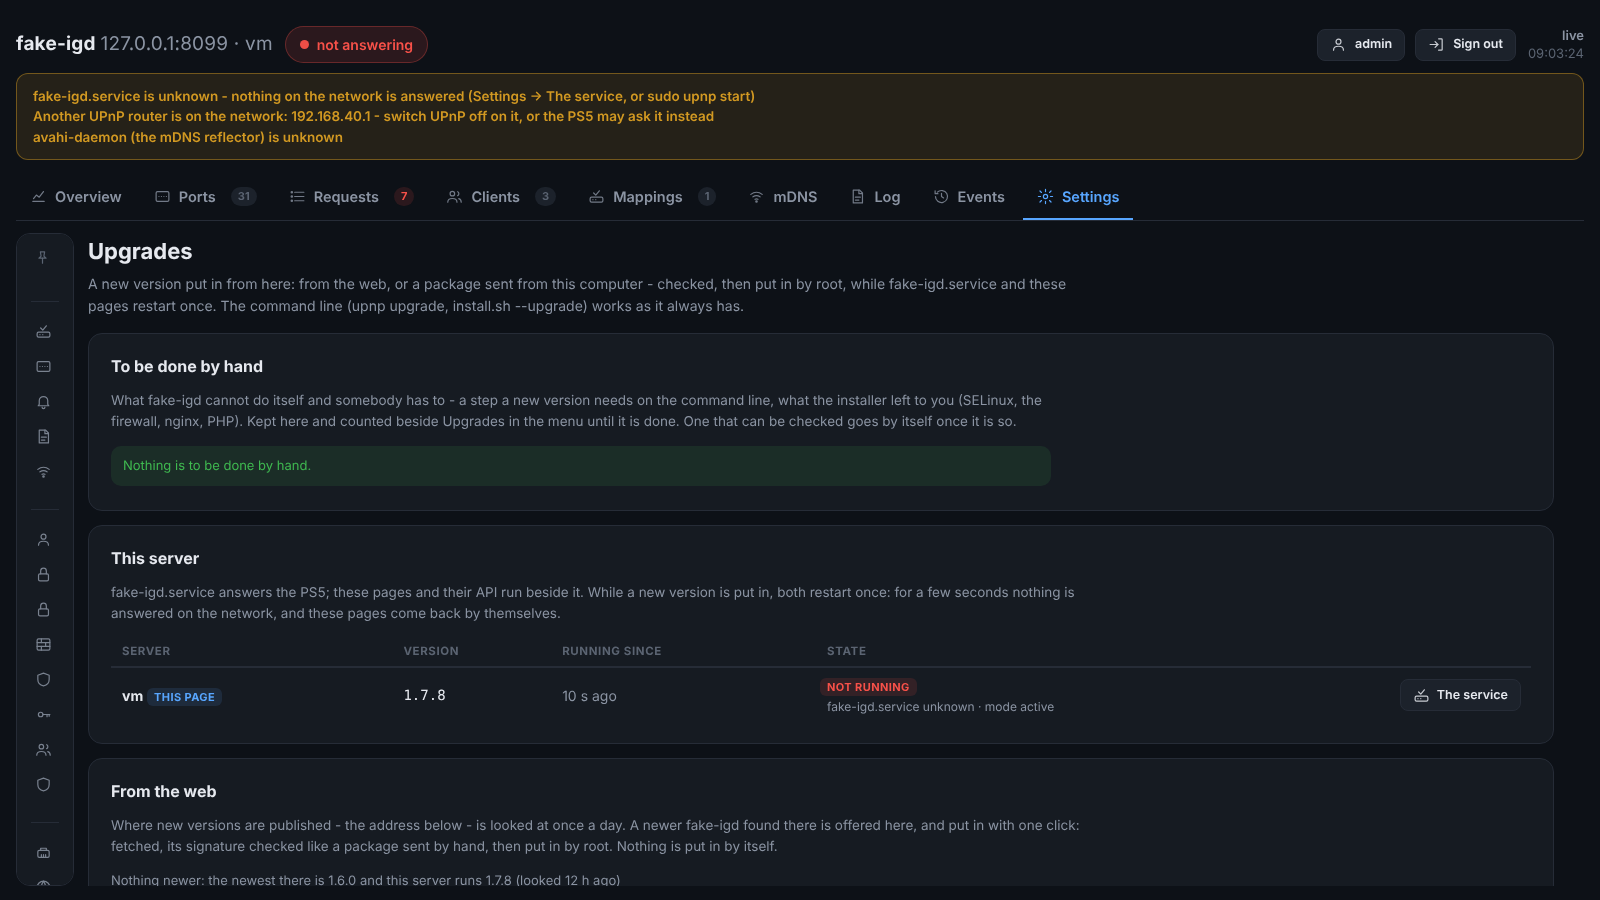 fake-igd 127.0.0.1:8099 · vm
not answering
admin
Sign out
live
09:03:24
fake-igd.service is unknown - nothing on the network is answered (Settings → The service, or sudo upnp start)
Another UPnP router is on the network: 192.168.40.1 - switch UPnP off on it, or the PS5 may ask it instead
avahi-daemon (the mDNS reflector) is unknown
Overview
Ports 31
Requests 7
Clients 3
Mappings 1
mDNS
Log
Events
Settings
Upgrades
A new version put in from here: from the web, or a package sent from this computer - checked, then put in by root, while fake-igd.service and these
pages restart once. The command line (upnp upgrade, install.sh --upgrade) works as it always has.
To be done by hand
What fake-igd cannot do itself and somebody has to - a step a new version needs on the command line, what the installer left to you (SELinux, the
firewall, nginx, PHP). Kept here and counted beside Upgrades in the menu until it is done. One that can be checked goes by itself once it is so.
Nothing is to be done by hand.
This server
fake-igd.service answers the PS5; these pages and their API run beside it. While a new version is put in, both restart once: for a few seconds nothing is
answered on the network, and these pages come back by themselves.
SERVER VERSION RUNNING SINCE STATE
vm THIS PAGE 1.7.8 10 s ago NOT RUNNING
fake-igd.service unknown · mode active
The service
From the web
Where new versions are published - the address below - is looked at once a day. A newer fake-igd found there is offered here, and put in with one click:
fetched, its signature checked like a package sent by hand, then put in by root. Nothing is put in by itself.
Nothing newer: the newest there is 1.6.0 and this server runs 1.7.8 (looked 12 h ago)